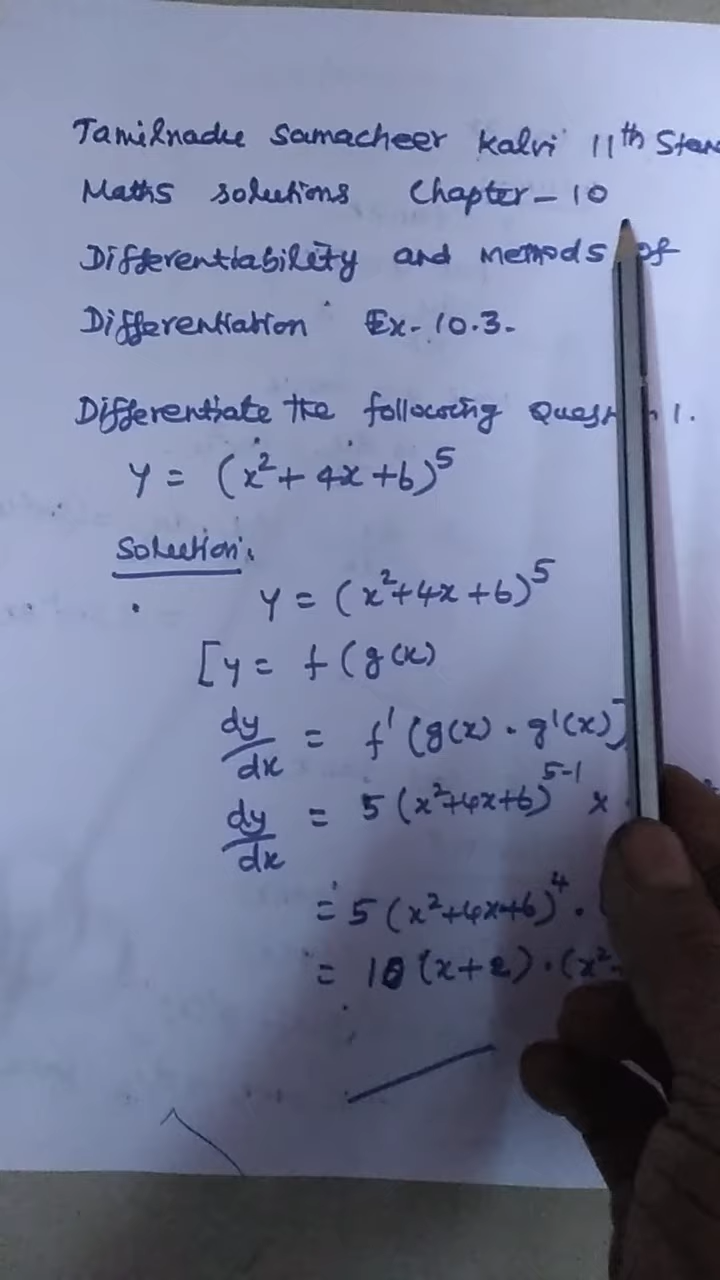 Tamilnadu Samacheer Kalvi 11th
Maths solutions Chapter - 10
Differentiability and Methods of
Differentiation Ex- 10.3.
Differentiate the following 1.
y = (x²+ 4x +6)⁵
Solution.
y = (x²+4x+6)⁵
[y = f(g(x)
dy/dx = f'(g(x) . g'(x)]
dy/dx = 5(x²+4x+6)⁵⁻¹ x
= 5(x²+4x+6)⁴ .
= 10 (x+2) . (x²